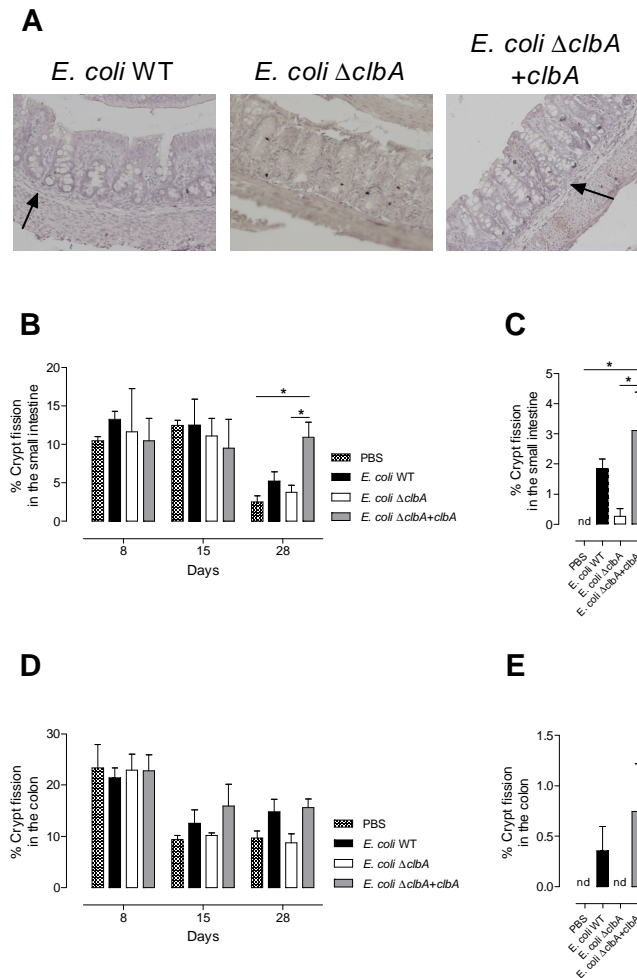 A
E. coli WT
E. coli ΔclbA
E. coli ΔclbA
+clbA
B
% Crypt fission
in the small intestine
20
15
10
5
0
*
*
PBS
E. coli WT
E. coli ΔclbA
E. coli ΔclbA+clbA
8
15
28
Days
C
% Crypt fission
in the small intestine
5
4
3
2
1
0
*
*
nd
PBS
E. coli WT
E. coli ΔclbA
E. coli ΔclbA+clbA
D
% Crypt fission
in the colon
30
20
10
0
PBS
E. coli WT
E. coli ΔclbA
E. coli ΔclbA+clbA
8
15
28
Days
E
% Crypt fission
in the colon
1.5
1.0
0.5
0.0
nd
nd
PBS
E. coli WT
E. coli ΔclbA
E. coli ΔclbA+clbA